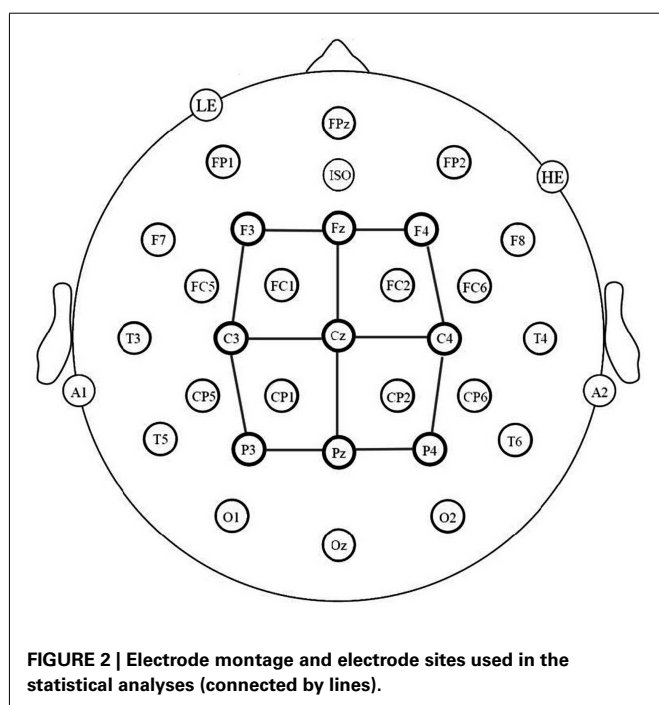 LE
FPz
FP1
FP2
ISO
HE
F3
Fz
F4
F7
F8
FC5
FC1
FC2
FC6
T3
C3
Cz
C4
T4
A1
CP5
CP1
CP2
CP6
A2
T5
P3
Pz
P4
T6
O1
O2
Oz
FIGURE 2 | Electrode montage and electrode sites used in the
statistical analyses (connected by lines).